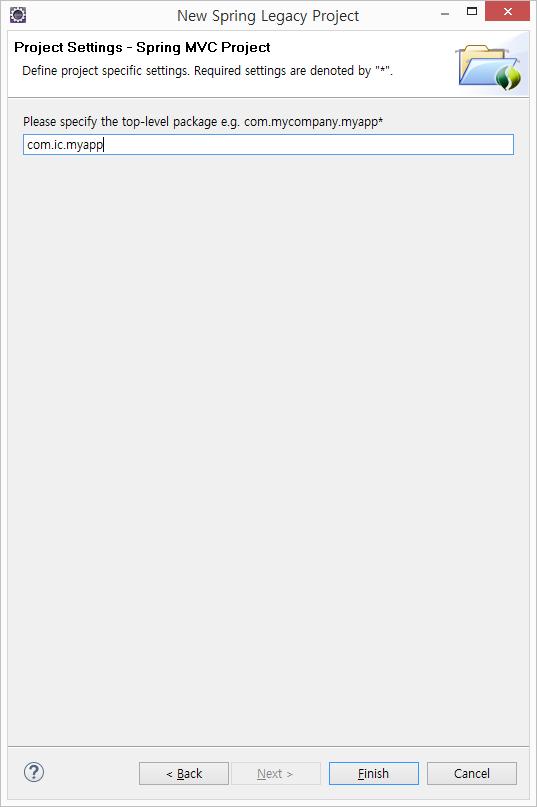 New Spring Legacy Project
Project Settings - Spring MVC Project
Define project specific settings. Required settings are denoted by "*".
Please specify the top-level package e.g. com.mycompany.myapp*
com.ic.myapp
< Back
Next >
Finish
Cancel